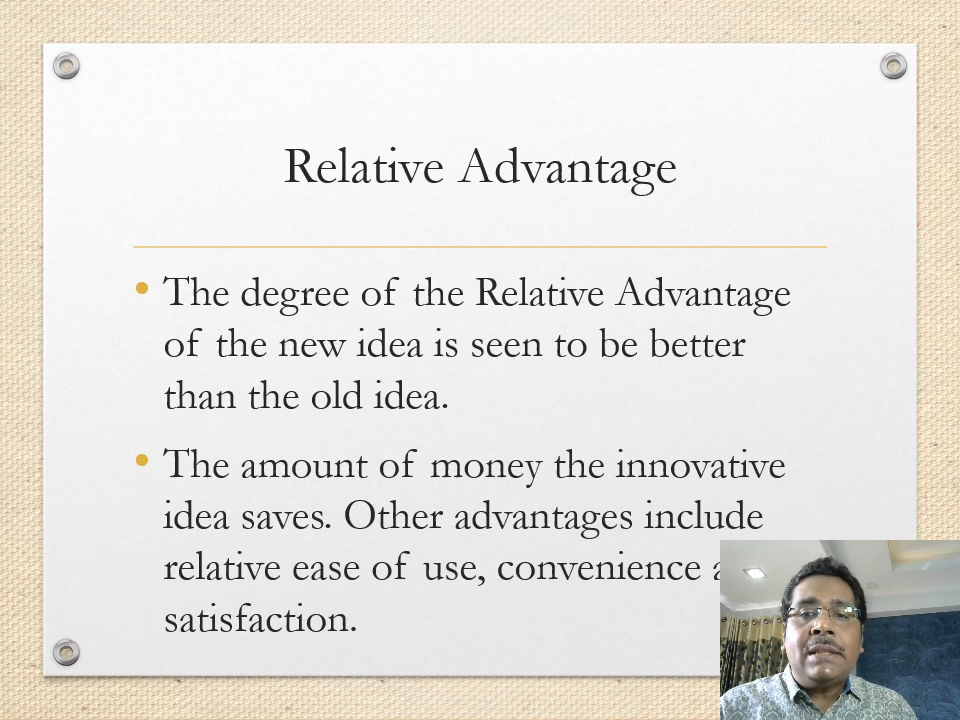 Relative Advantage
• The degree of the Relative Advantage
of the new idea is seen to be better
than the old idea.
• The amount of money the innovative
idea saves. Other advantages include
relative ease of use, convenience
satisfaction.